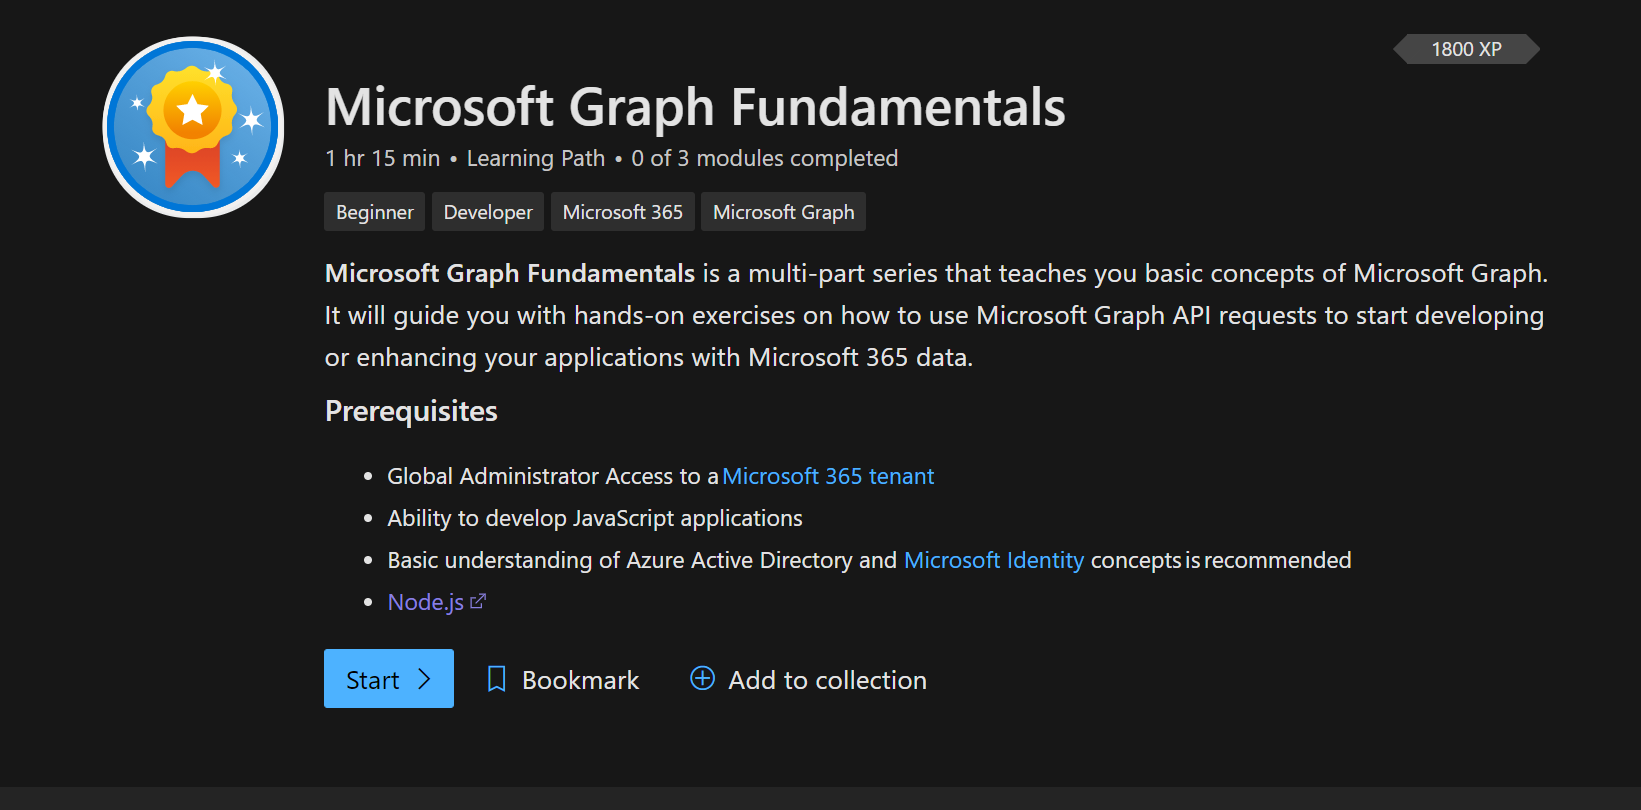 1800 XP
Microsoft Graph Fundamentals
1 hr 15 min • Learning Path • 0 of 3 modules completed
Beginner Developer Microsoft 365 Microsoft Graph
Microsoft Graph Fundamentals is a multi-part series that teaches you basic concepts of Microsoft Graph.
It will guide you with hands-on exercises on how to use Microsoft Graph API requests to start developing
or enhancing your applications with Microsoft 365 data.
Prerequisites
• Global Administrator Access to a Microsoft 365 tenant
• Ability to develop JavaScript applications
• Basic understanding of Azure Active Directory and Microsoft Identity concepts is recommended
• Node.js
Start Bookmark Add to collection